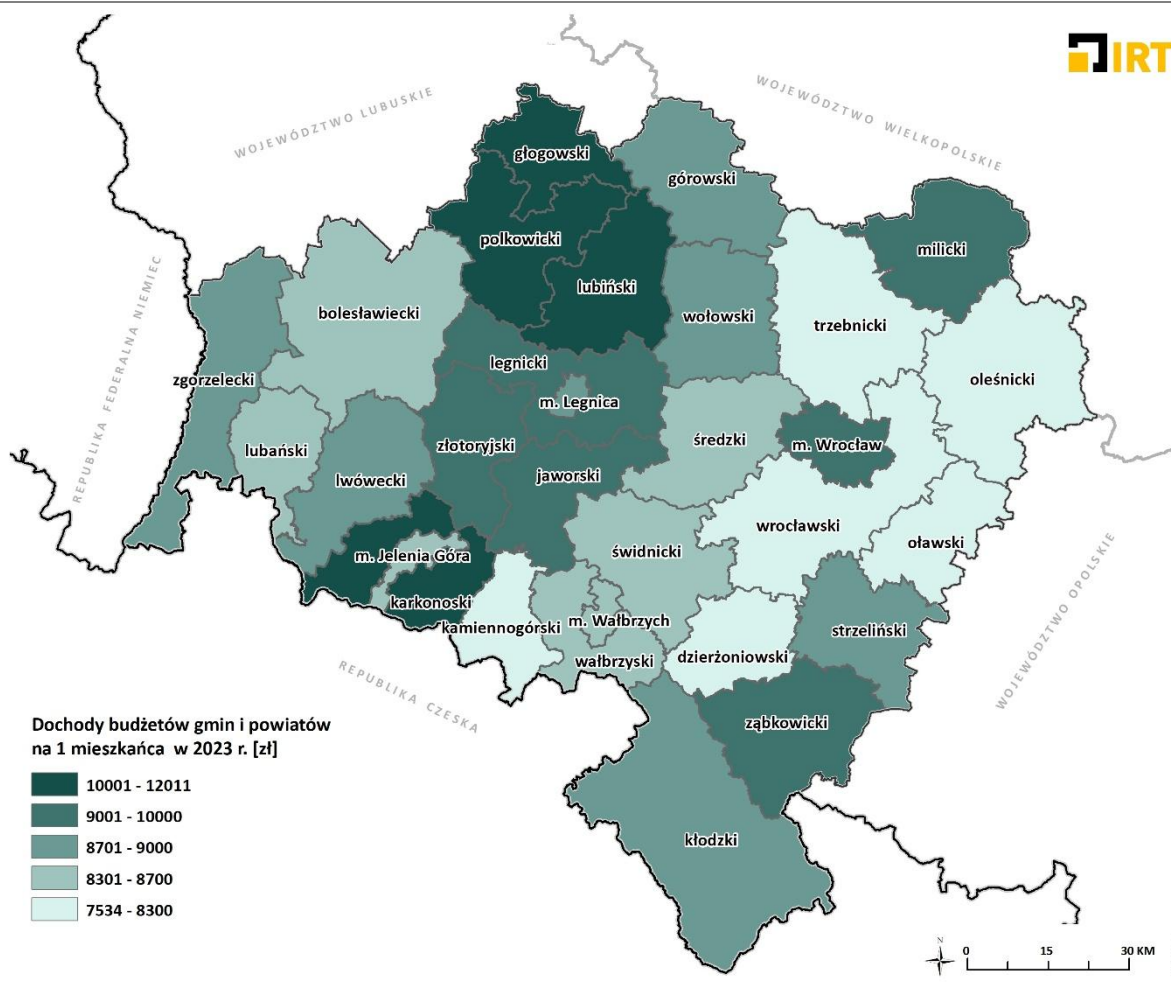 IRT
WOJEWÓDZTWO LUBUSKIE
WOJEWÓDZTWO WIELKOPOLSKIE
głogowski
górowski
polkowicki
milicki
lubiński
bolesławiecki
wołowski
trzebnicki
REPUBLIKA FEDERALNA NIEMIEC
legnicki
zgorzelecki
oleśnicki
m. Legnica
średzki
m. Wrocław
złotoryjski
lubański
jaworski
lwówecki
wrocławski
oławski
świdnicki
m. Jelenia Góra
karkonoski
m. Wałbrzych
kamiennogórski
strzeliński
WOJEWÓDZTWO OPOLSKIE
dzierżoniowski
wałbrzyski
REPUBLIKA CZESKA
ząbkowicki
kłodzki
Dochody budżetów gmin i powiatów
na 1 mieszkańca w 2023 r. [zł]
10001 - 12011
9001 - 10000
8701 - 9000
8301 - 8700
7534 - 8300
N
0 15 30 KM